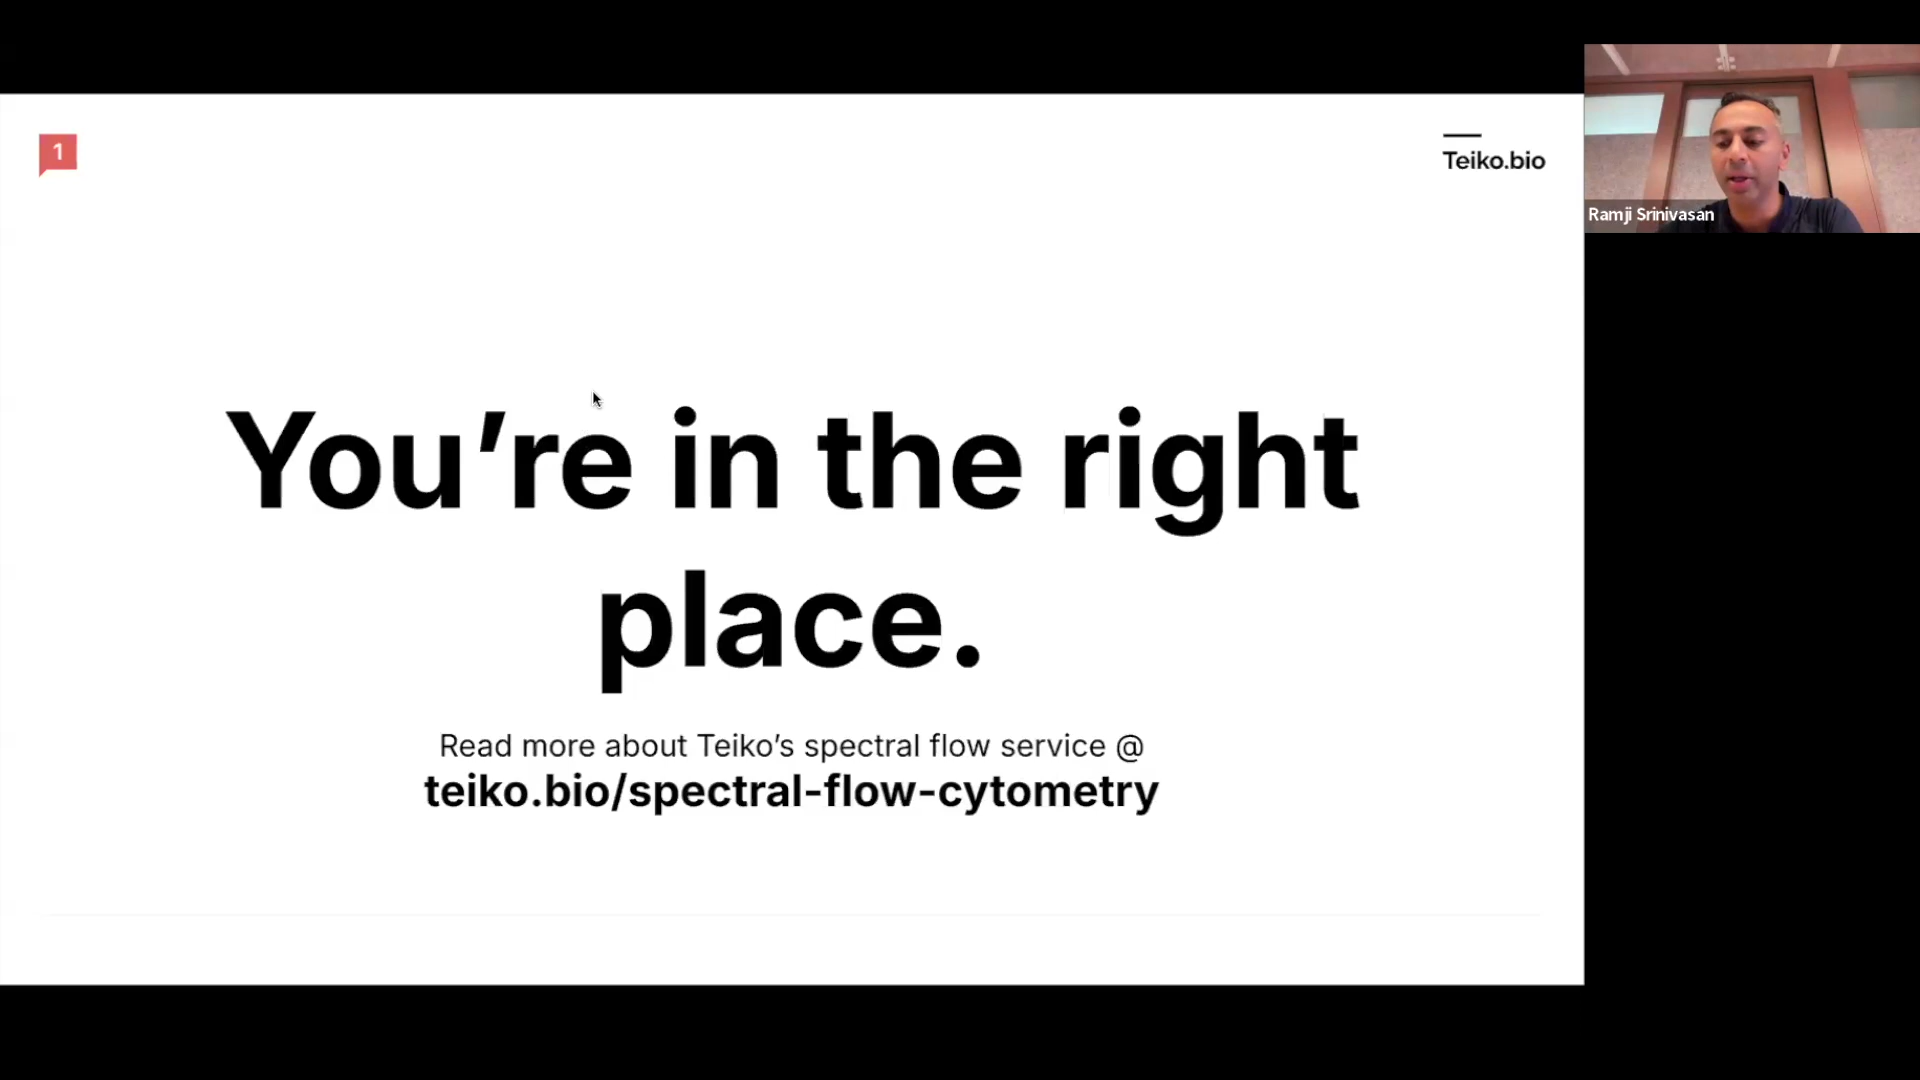 1
Teiko.bio
Ramji Srinivasan
You’re in the right
place.
Read more about Teiko’s spectral flow service @
teiko.bio/spectral-flow-cytometry